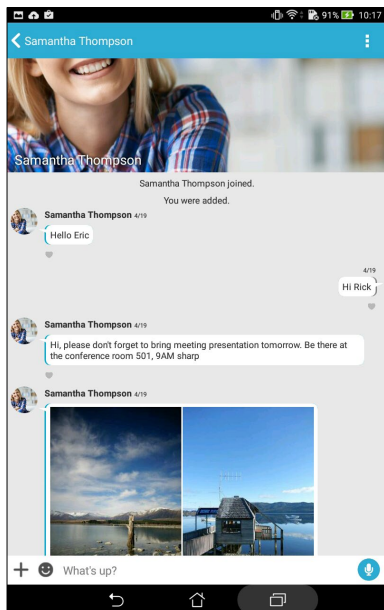 91% 10:17
Samantha Thompson
Samantha Thompson
Samantha Thompson joined.
You were added.
Samantha Thompson 4/19
Hello Eric
4/19
Hi Rick
Samantha Thompson 4/19
Hi, please don't forget to bring meeting presentation tomorrow. Be there at
the conference room 501, 9AM sharp
Samantha Thompson 4/19
What's up?